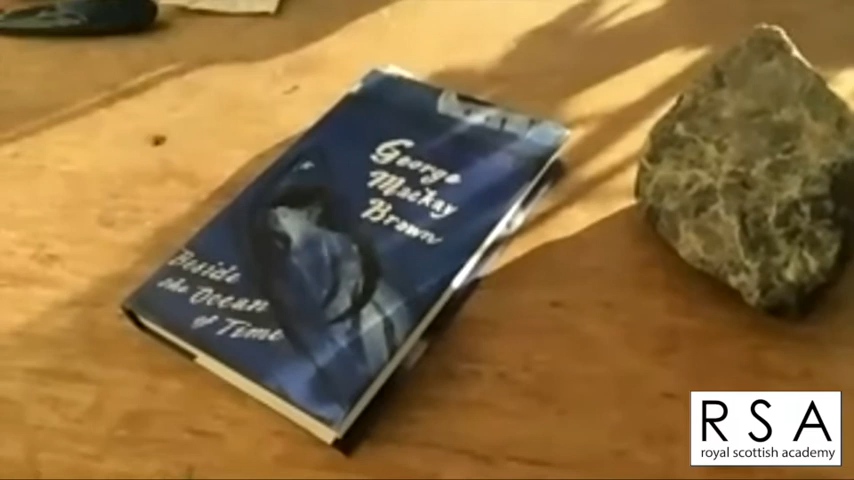 George
Mackay
Brown
Beside
the Ocean
of Time
RSA
royal scottish academy